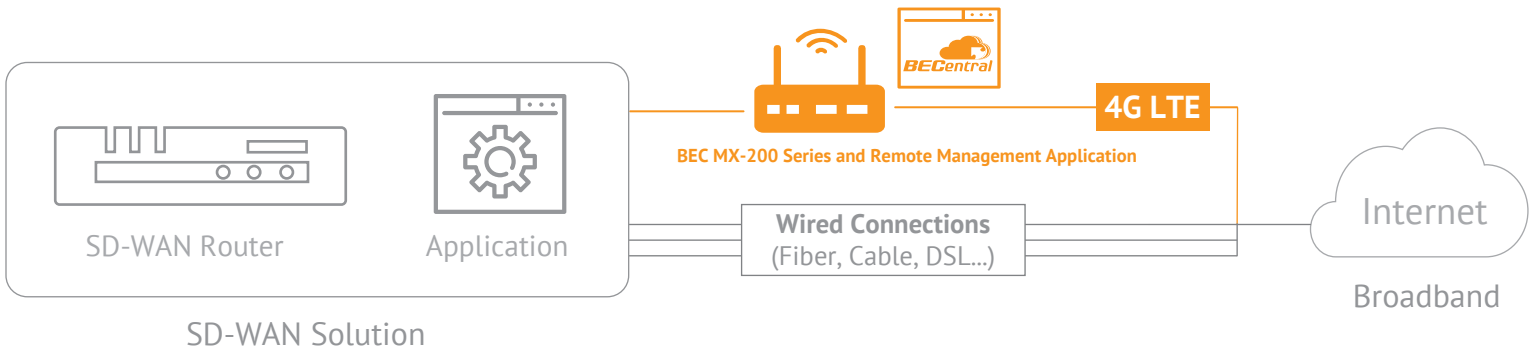 BECentral
4G LTE
BEC MX-200 Series and Remote Management Application
SD-WAN Router
Application
Wired Connections
(Fiber, Cable, DSL...)
Internet
Broadband
SD-WAN Solution